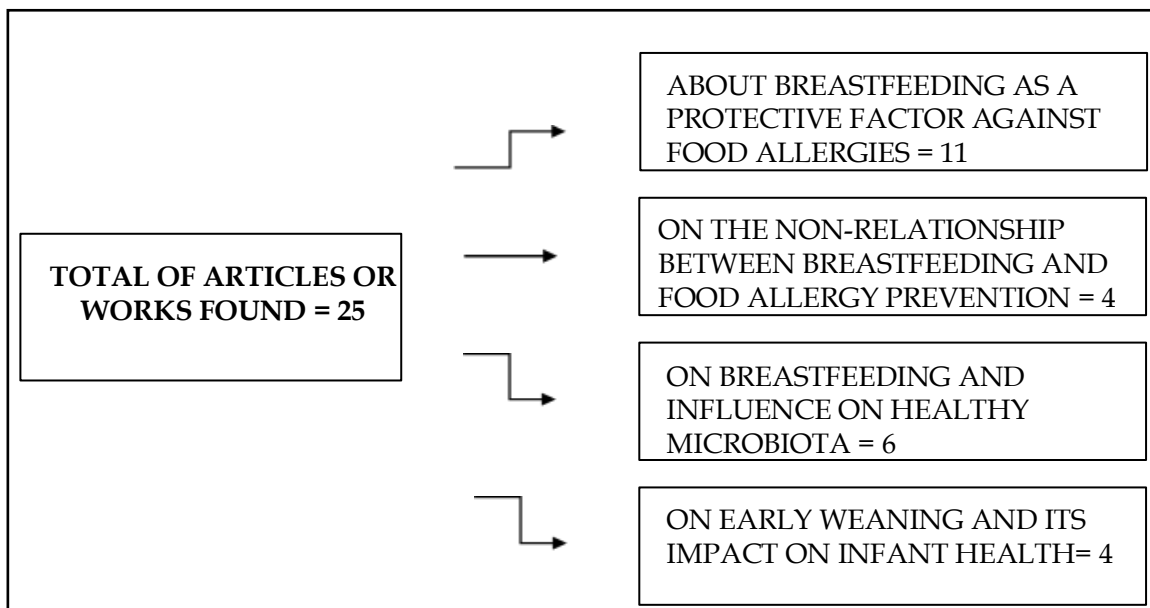 ABOUT BREASTFEEDING AS A
PROTECTIVE FACTOR AGAINST
FOOD ALLERGIES = 11
ON THE NON-RELATIONSHIP
BETWEEN BREASTFEEDING AND
FOOD ALLERGY PREVENTION = 4
TOTAL OF ARTICLES OR
WORKS FOUND = 25
ON BREASTFEEDING AND
INFLUENCE ON HEALTHY
MICROBIOTA = 6
ON EARLY WEANING AND ITS
IMPACT ON INFANT HEALTH= 4